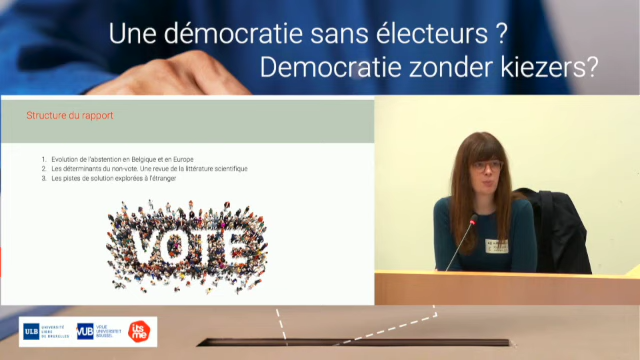 Une démocratie sans électeurs ?
Democratie zonder kiezers?
Structure du rapport
1. Evolution de l'abstention en Belgique et en Europe
2. Les déterminants du non-vote. Une revue de la littérature scientifique
3. Les pistes de solution explorées à l'étranger
VOTE
ULB
UNIVERSITÉ
LIBRE
DE BRUXELLES
VUB
VRIJE
UNIVERSITEIT
BRUSSEL
its
me